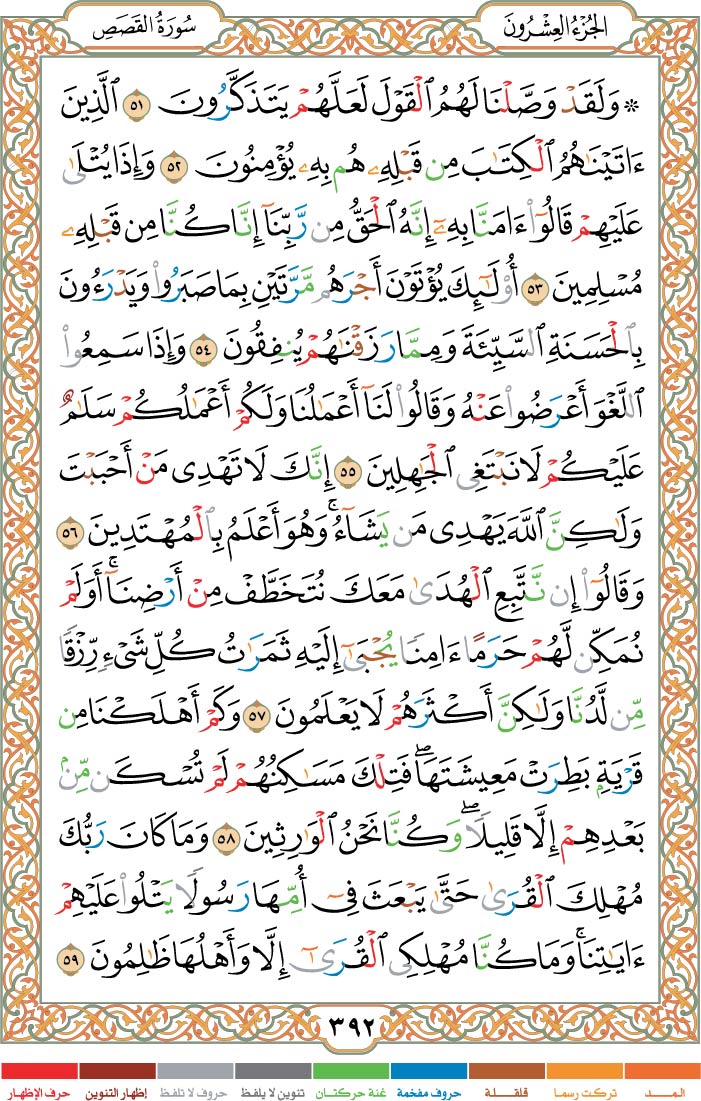 الجُزْءُ العِشْرُونَ
سُورَةُ القَصَصِ
۞ وَلَقَدْ وَصَّلْنَا لَهُمُ ٱلْقَوْلَ لَعَلَّهُمْ يَتَذَكَّرُونَ ٥١ ٱلَّذِينَ
ءَاتَيْنَٰهُمُ ٱلْكِتَٰبَ مِن قَبْلِهِۦ هُم بِهِۦ يُؤْمِنُونَ ٥٢ وَإِذَا يُتْلَىٰ
عَلَيْهِمْ قَالُوٓا۟ ءَامَنَّا بِهِۦٓ إِنَّهُ ٱلْحَقُّ مِن رَّبِّنَآ إِنَّا كُنَّا مِن قَبْلِهِۦ
مُسْلِمِينَ ٥٣ أُو۟لَٰٓئِكَ يُؤْتَوْنَ أَجْرَهُم مَّرَّتَيْنِ بِمَا صَبَرُوا۟ وَيَدْرَءُونَ
بِٱلْحَسَنَةِ ٱلسَّيِّئَةَ وَمِمَّا رَزَقْنَٰهُمْ يُنفِقُونَ ٥٤ وَإِذَا سَمِعُوا۟
ٱللَّغْوَ أَعْرَضُوا۟ عَنْهُ وَقَالُوا۟ لَنَآ أَعْمَٰلُنَا وَلَكُمْ أَعْمَٰلُكُمْ سَلَٰمٌ
عَلَيْكُمْ لَا نَبْتَغِى ٱلْجَٰهِلِينَ ٥٥ إِنَّكَ لَا تَهْدِى مَنْ أَحْبَبْتَ
وَلَٰكِنَّ ٱللَّهَ يَهْدِى مَن يَشَآءُ ۚ وَهُوَ أَعْلَمُ بِٱلْمُهْتَدِينَ ٥٦
وَقَالُوٓا۟ إِن نَّتَّبِعِ ٱلْهُدَىٰ مَعَكَ نُتَخَطَّفْ مِنْ أَرْضِنَآ ۚ أَوَلَمْ
نُمَكِّن لَّهُمْ حَرَمًا ءَامِنًا يُجْبَىٰٓ إِلَيْهِ ثَمَرَٰتُ كُلِّ شَىْءٍ رِّزْقًا
مِّن لَّدُنَّا وَلَٰكِنَّ أَكْثَرَهُمْ لَا يَعْلَمُونَ ٥٧ وَكَمْ أَهْلَكْنَا مِن
قَرْيَةٍۭ بَطِرَتْ مَعِيشَتَهَا ۖ فَتِلْكَ مَسَٰكِنُهُمْ لَمْ تُسْكَن مِّنۢ
بَعْدِهِمْ إِلَّا قَلِيلًا ۖ وَكُنَّا نَحْنُ ٱلْوَٰرِثِينَ ٥٨ وَمَا كَانَ رَبُّكَ
مُهْلِكَ ٱلْقُرَىٰ حَتَّىٰ يَبْعَثَ فِىٓ أُمِّهَا رَسُولًا يَتْلُوا۟ عَلَيْهِمْ
ءَايَٰتِنَا ۚ وَمَا كُنَّا مُهْلِكِى ٱلْقُرَىٰٓ إِلَّا وَأَهْلُهَا ظَٰلِمُونَ ٥٩
٣٩٢
المــد تركت رسما قلقـلة حروف مفخمة غنة حركتان تنوين لا يلفظ حروف لا تلفظ إظهار التنوين حرف الإظهار